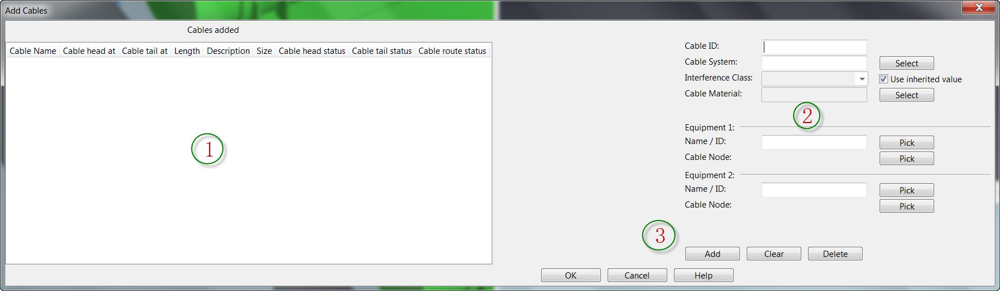 Add Cables
Cables added
Cable Name Cable head at Cable tail at Length Description Size Cable head status Cable tail status Cable route status
1
Cable ID:
Cable System: Select
Interference Class: Use inherited value
Cable Material: Select
2
Equipment 1:
Name / ID: Pick
Cable Node: Pick
Equipment 2:
Name / ID: Pick
Cable Node: Pick
3
Add Clear Delete
OK Cancel Help